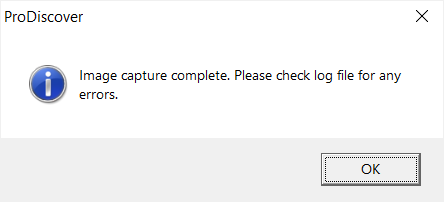 ProDiscover
Image capture complete. Please check log file for any
errors.
OK